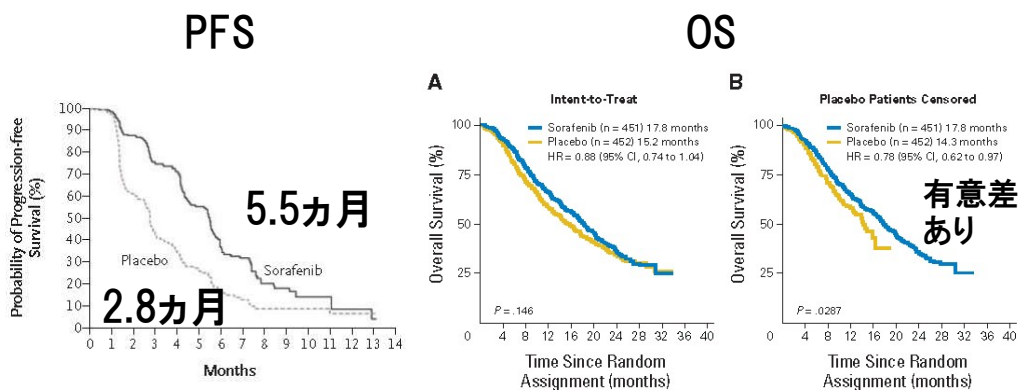 PFS
OS
Probability of Progression-free
Survival (%)
100
90
80
70
60
50
40
30
20
10
0
0 1 2 3 4 5 6 7 8 9 10 11 12 13 14
Months
Placebo
Sorafenib
5.5ヵ月
2.8ヵ月
A
Intent-to-Treat
Sorafenib (n = 451) 17.8 months
Placebo (n = 452) 15.2 months
HR = 0.88 (95% CI, 0.74 to 1.04)
Overall Survival (%)
100
75
50
25
P = .146
0 4 8 12 16 20 24 28 32 36 40
Time Since Random
Assignment (months)
B
Placebo Patients Censored
Sorafenib (n = 451) 17.8 months
Placebo (n = 452) 14.3 months
HR = 0.78 (95% CI, 0.62 to 0.97)
有意差
あり
Overall Survival (%)
100
75
50
25
P = .0287
0 4 8 12 16 20 24 28 32 36 40
Time Since Random
Assignment (months)